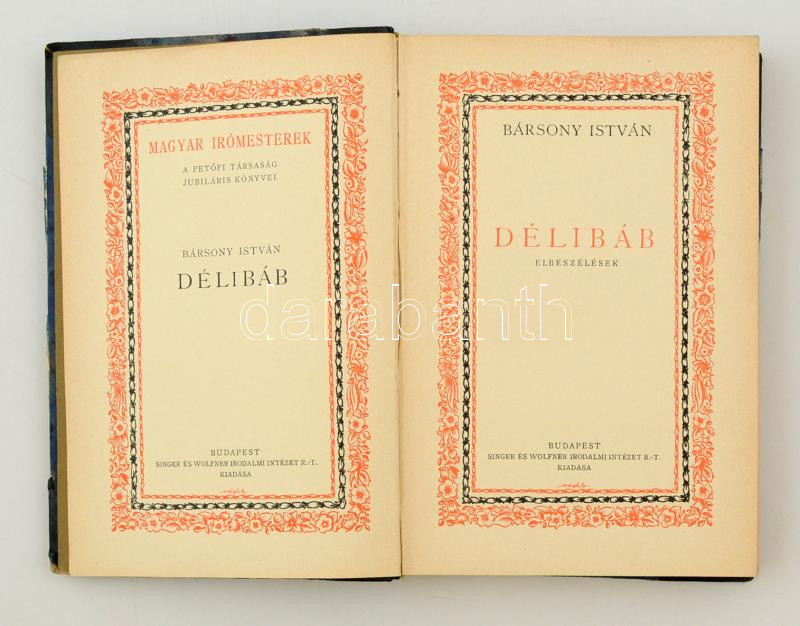 MAGYAR IRÓMESTEREK
A PETŐFI TÁRSASÁG
JUBILÁRIS KÖNYVEI
BÁRSONY ISTVÁN
DÉLIBÁB
BUDAPEST
SINGER ÉS WOLFNER IRODALMI INTÉZET R.-T.
KIADÁSA
BÁRSONY ISTVÁN
DÉLIBÁB
ELBESZÉLÉSEK
BUDAPEST
SINGER ÉS WOLFNER IRODALMI INTÉZET R.-T.
KIADÁSA
darabanth